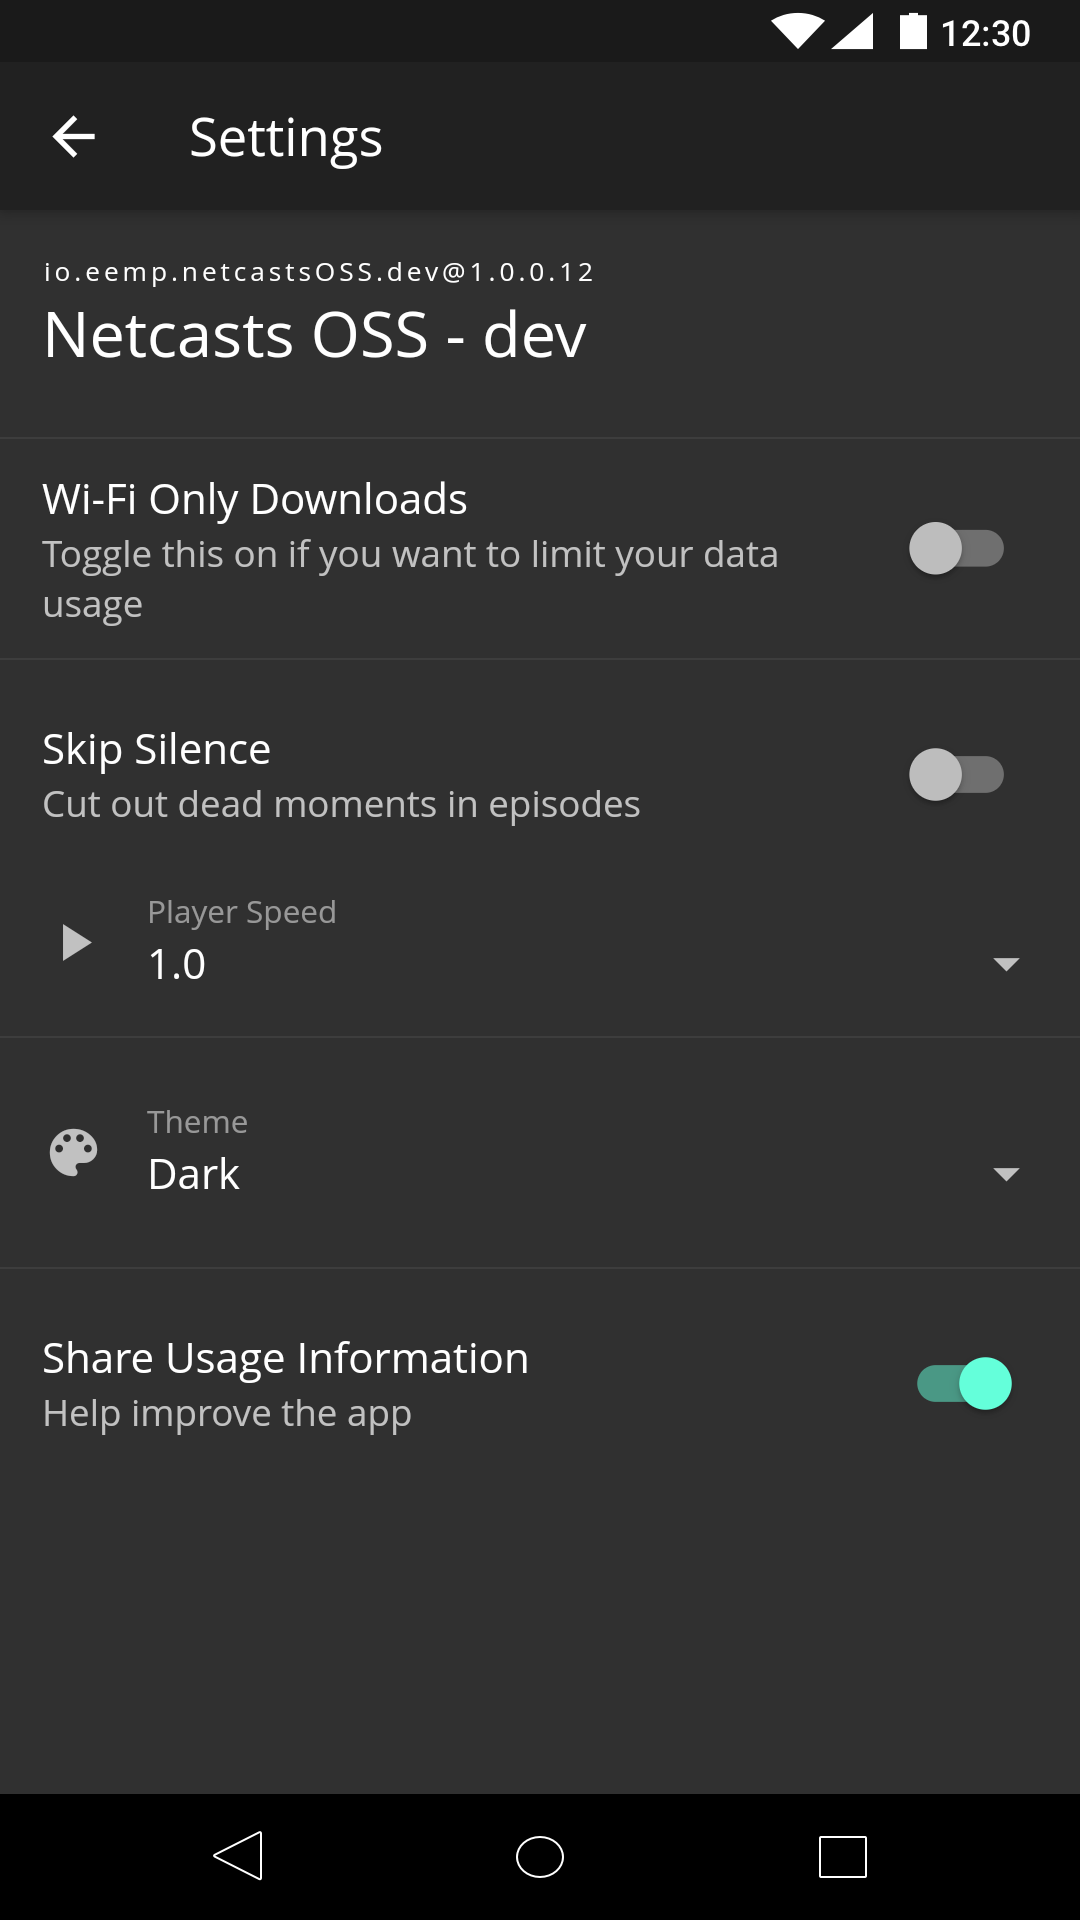 12:30
Settings
io.eemp.netcastsOSS.dev@1.0.0.12
Netcasts OSS - dev
Wi-Fi Only Downloads
Toggle this on if you want to limit your data
usage
Skip Silence
Cut out dead moments in episodes
Player Speed
1.0
Theme
Dark
Share Usage Information
Help improve the app